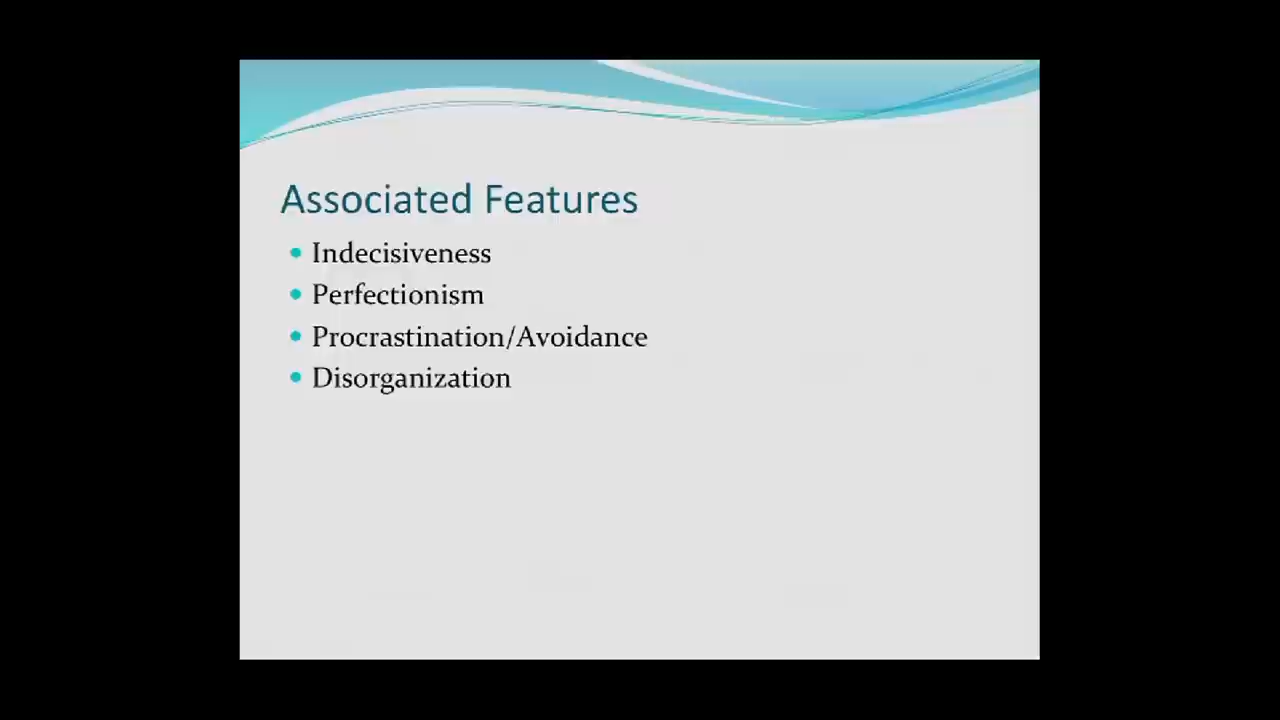 Associated Features
Indecisiveness
Perfectionism
Procrastination/Avoidance
Disorganization